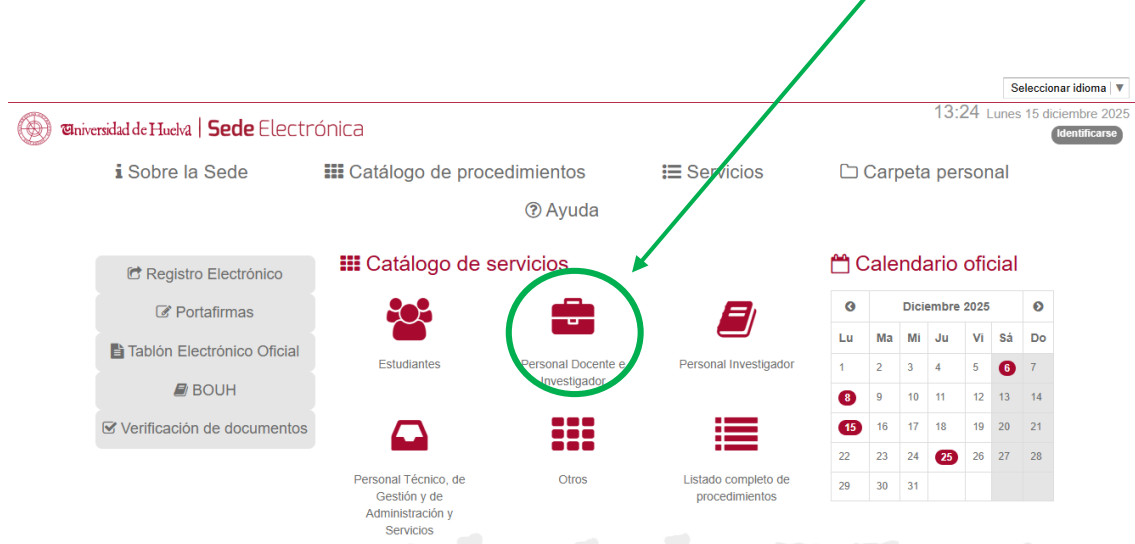 Seleccionar idioma ▼
Universidad de Huelva | Sede Electrónica
13:24 Lunes 15 diciembre 2025
Identificarse
Sobre la Sede
Catálogo de procedimientos
Servicios
Carpeta personal
Ayuda
Registro Electrónico
Portafirmas
Tablón Electrónico Oficial
BOUH
Verificación de documentos
Catálogo de servicios
Estudiantes
Personal Docente e
Investigador
Personal Investigador
Personal Técnico, de
Gestión y de
Administración y
Servicios
Otros
Listado completo de
procedimientos
Calendario oficial
Diciembre 2025
Lu Ma Mi Ju Vi Sá Do
1 2 3 4 5 6 7
8 9 10 11 12 13 14
15 16 17 18 19 20 21
22 23 24 25 26 27 28
29 30 31